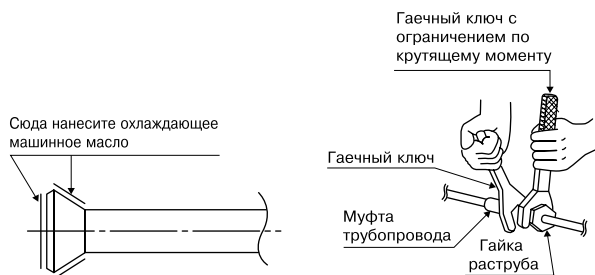 Гаечный ключ с
ограничением по
крутящему моменту
Сюда нанесите охлаждающее
машинное масло
Гаечный ключ
Муфта
трубопровода
Гайка
раструба